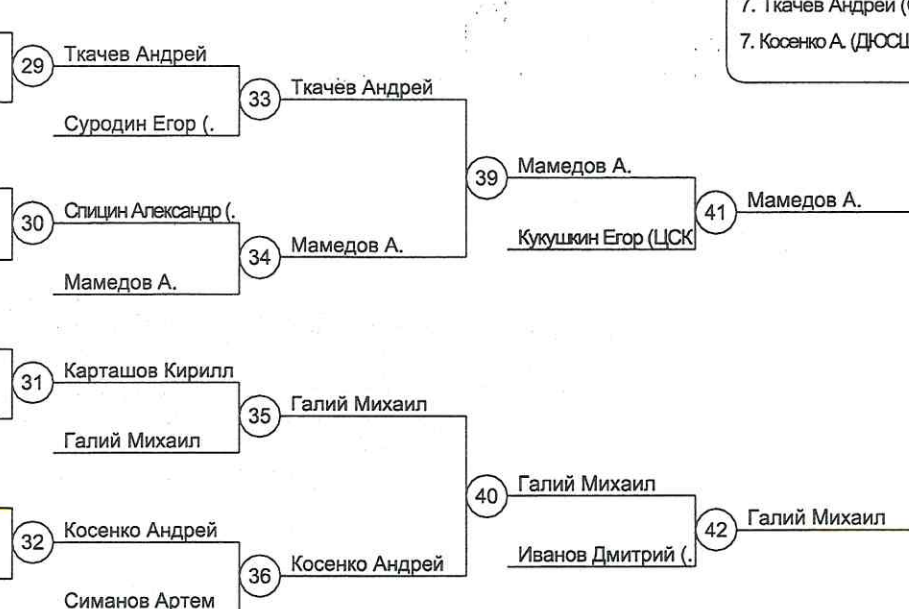 7. Ткачев Андрей (
7. Косенко А. (ДЮСШ
29 Ткачев Андрей
33 Ткачев Андрей
Суродин Егор (.
39 Мамедов А.
30 Спицин Александр (.
41 Мамедов А.
34 Мамедов А.
Кукушкин Егор (ЦСК
Мамедов А.
31 Карташов Кирилл
35 Галий Михаил
Галий Михаил
40 Галий Михаил
32 Косенко Андрей
42 Галий Михаил
Иванов Дмитрий (.
36 Косенко Андрей
Симанов Артем